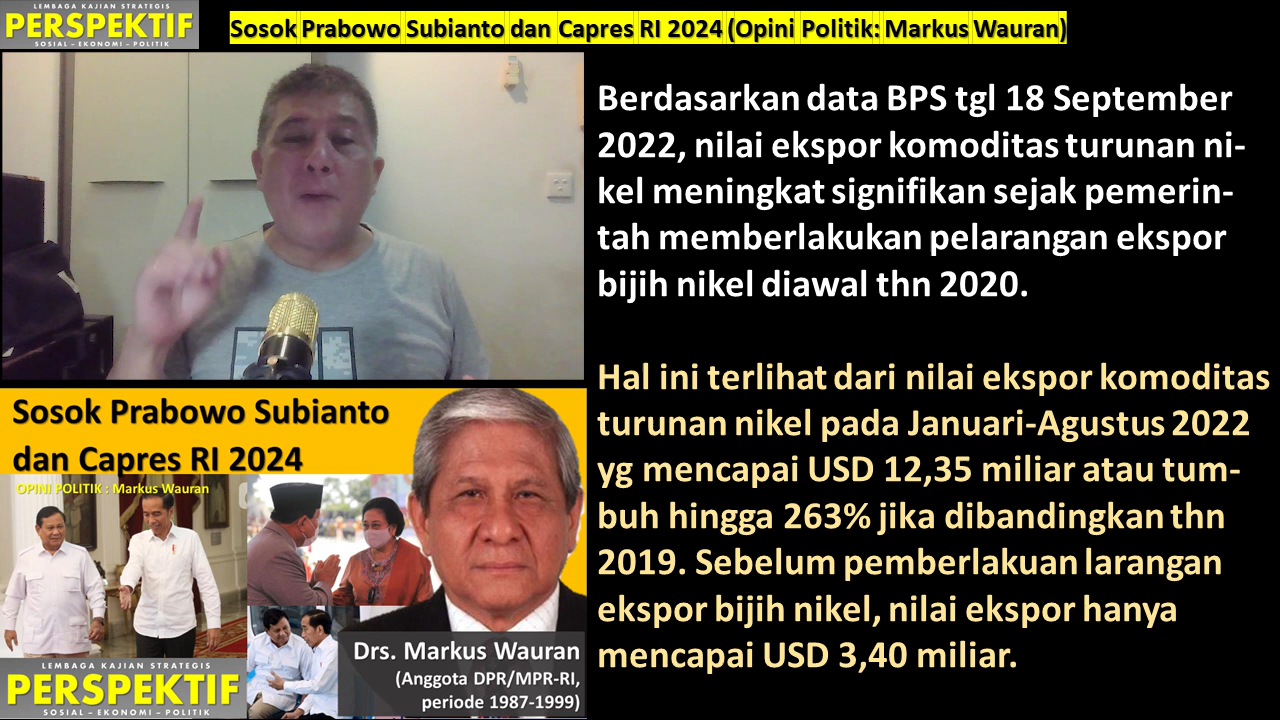 LEMBAGA KAJIAN STRATEGIS
PERSPEKTIF
SOSIAL – EKONOMI – POLITIK
Sosok Prabowo Subianto dan Capres RI 2024 (Opini Politik: Markus Wauran)
Berdasarkan data BPS tgl 18 September
2022, nilai ekspor komoditas turunan ni-
kel meningkat signifikan sejak pemerin-
tah memberlakukan pelarangan ekspor
bijih nikel diawal thn 2020.
Hal ini terlihat dari nilai ekspor komoditas
turunan nikel pada Januari-Agustus 2022
yg mencapai USD 12,35 miliar atau tum-
buh hingga 263% jika dibandingkan thn
2019. Sebelum pemberlakuan larangan
ekspor bijih nikel, nilai ekspor hanya
mencapai USD 3,40 miliar.
Sosok Prabowo Subianto
dan Capres RI 2024
OPINI POLITIK : Markus Wauran
Drs. Markus Wauran
(Anggota DPR/MPR-RI,
periode 1987-1999)
LEMBAGA KAJIAN STRATEGIS
PERSPEKTIF
SOSIAL – EKONOMI – POLITIK